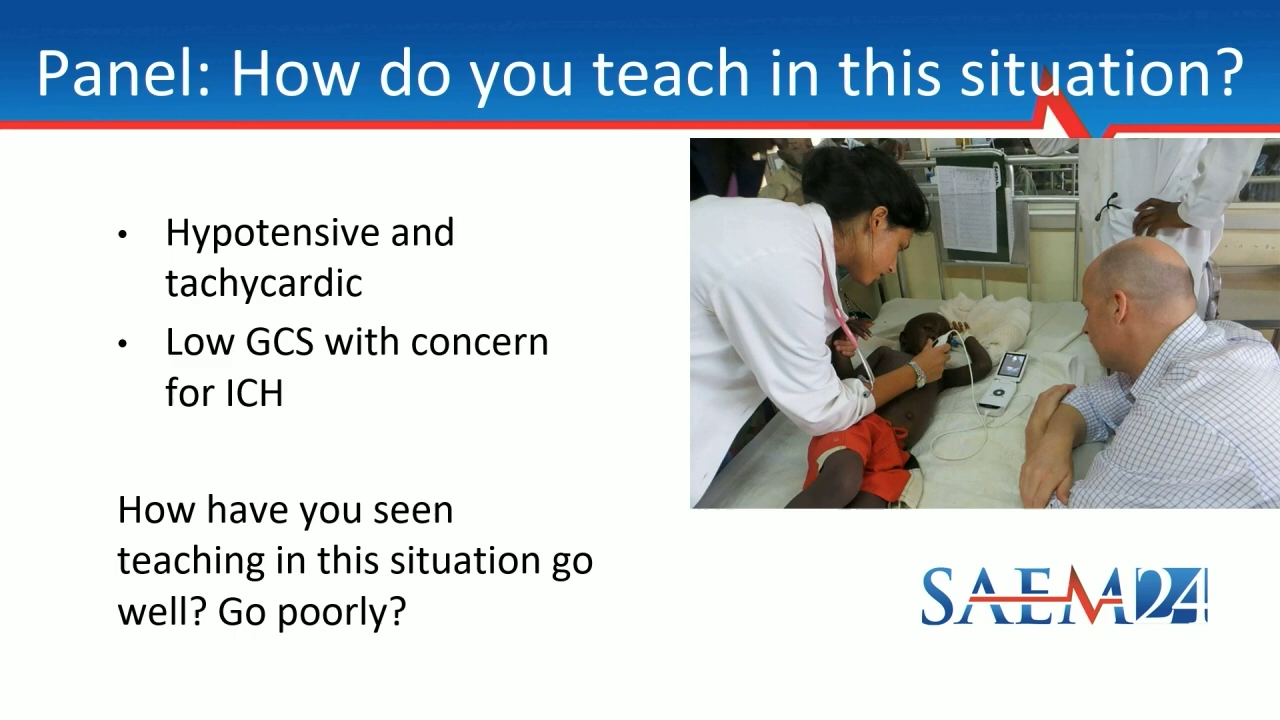 Panel: How do you teach in this situation?
• Hypotensive and
tachycardic
• Low GCS with concern
for ICH
How have you seen
teaching in this situation go
well? Go poorly?
SAEM24